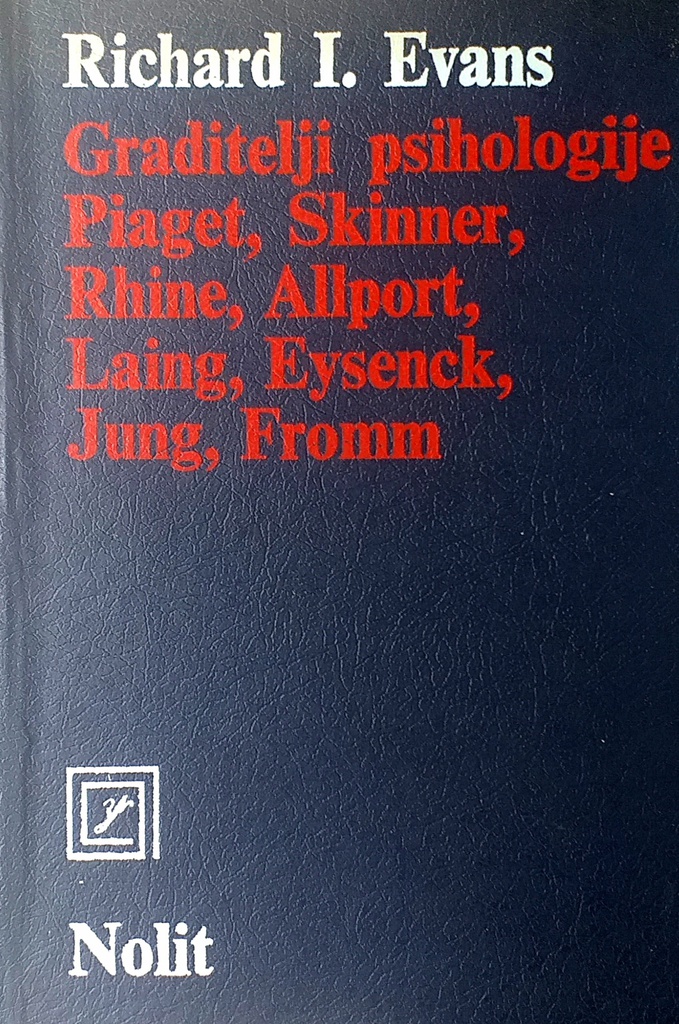 Richard I. Evans
Graditelji psihologije
Piaget, Skinner,
Rhine, Allport,
Laing, Eysenck,
Jung, Fromm
Nolit